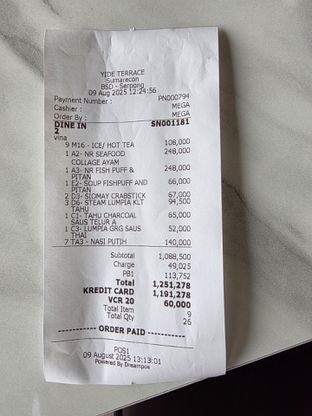 YIDE TERRACE
Sumarecon
BSD - Serpong
09 Aug 2025 12:24:56
Payment Number : PN000794
Cashier : MEGA
Order By : MEGA
DINE IN SN001181
2
vina
9 M16 - ICE/ HOT TEA 108,000
1 A2- NR SEAFOOD 248,000
COLLAGE AYAM
1 A3- NR FISH PUFF & 248,000
PITAN
1 E2- SOUP FISHPUFF AND 66,000
PITAN
2 D3- SIOMAY CRABSTICK 57,000
3 D6- STEAM LUMPIA KLT 94,500
TAHU
1 C1- TAHU CHARCOAL 65,000
SAUS TELUR A
1 C3- LUMPIA GRG SAUS 52,000
THAI
7 TA3 - NASI PUTIH 140,000
Subtotal 1,088,500
Charge 49,025
PB1 113,752
Total 1,251,278
KREDIT CARD 1,191,278
VCR 20 60,000
Total Item 9
Total Qty 26
----------- ORDER PAID -----------
POS1
09 August 2025 13:13:01
Powered By Dreampos